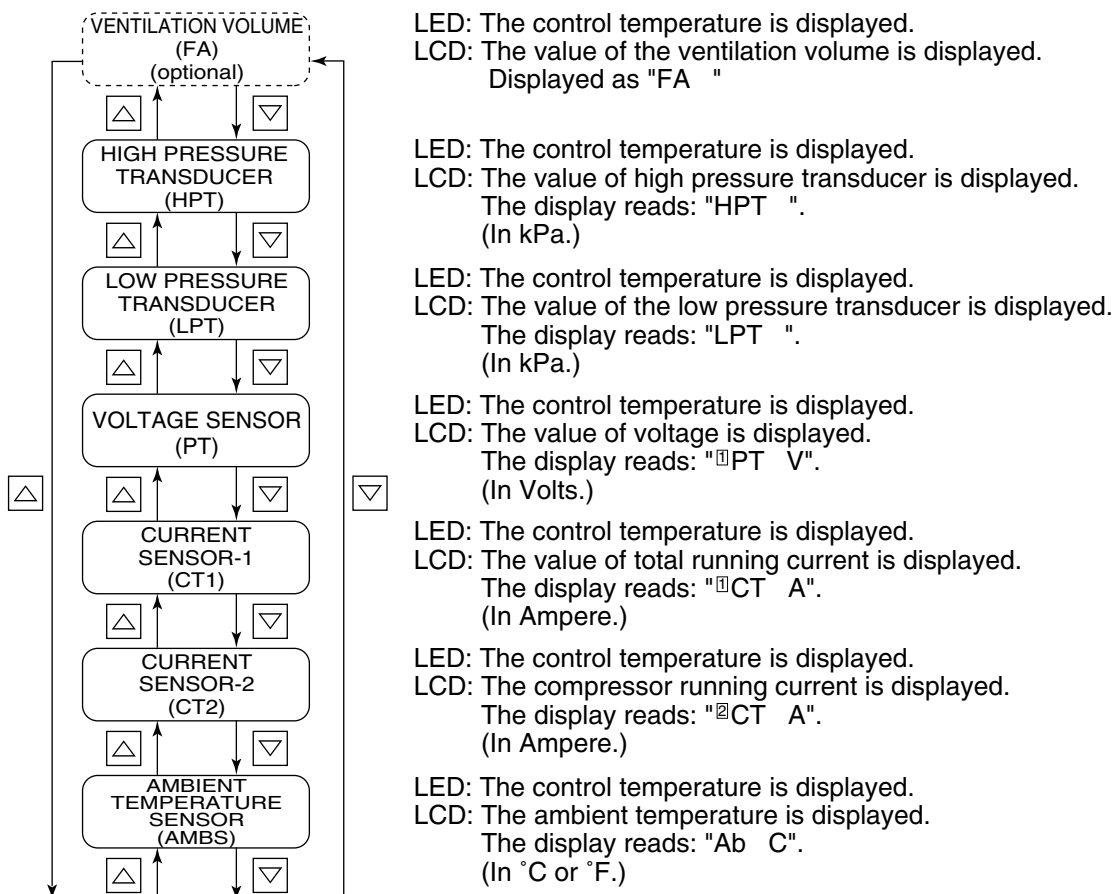 VENTILATION VOLUME
(FA)
(optional)
LED: The control temperature is displayed.
LCD: The value of the ventilation volume is displayed.
Displayed as "FA   "
HIGH PRESSURE
TRANSDUCER
(HPT)
LED: The control temperature is displayed.
LCD: The value of high pressure transducer is displayed.
The display reads: "HPT   ".
(In kPa.)
LOW PRESSURE
TRANSDUCER
(LPT)
LED: The control temperature is displayed.
LCD: The value of the low pressure transducer is displayed.
The display reads: "LPT   ".
(In kPa.)
VOLTAGE SENSOR
(PT)
LED: The control temperature is displayed.
LCD: The value of voltage is displayed.
The display reads: "1PT   V".
(In Volts.)
CURRENT
SENSOR-1
(CT1)
LED: The control temperature is displayed.
LCD: The value of total running current is displayed.
The display reads: "1CT   A".
(In Ampere.)
CURRENT
SENSOR-2
(CT2)
LED: The control temperature is displayed.
LCD: The compressor running current is displayed.
The display reads: "2CT   A".
(In Ampere.)
AMBIENT
TEMPERATURE
SENSOR
(AMBS)
LED: The control temperature is displayed.
LCD: The ambient temperature is displayed.
The display reads: "Ab   C".
(In ˚C or ˚F.)